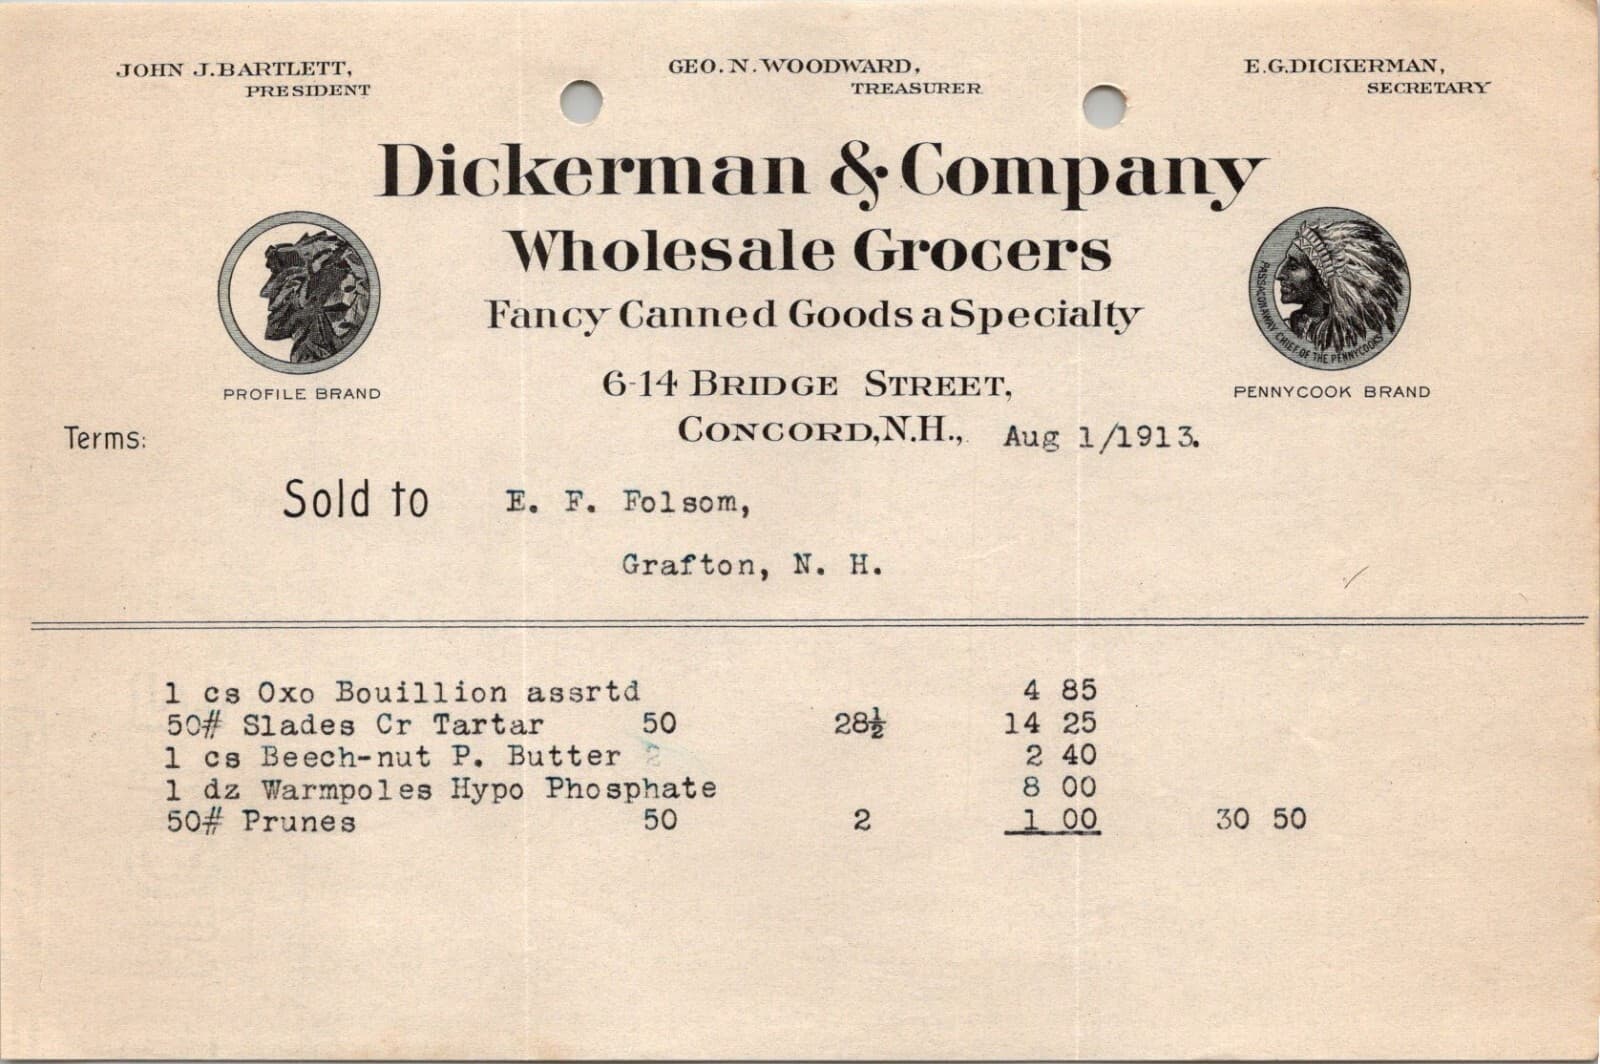 JOHN J. BARTLETT, PRESIDENT
GEO. N. WOODWARD, TREASURER
E. G. DICKERMAN, SECRETARY
Dickerman & Company
Wholesale Grocers
Fancy Canned Goods a Specialty
PROFILE BRAND
PASSACONAWAY CHIEF OF THE PENNYCOOKS
PENNYCOOK BRAND
6-14 BRIDGE STREET,
CONCORD, N.H., Aug 1/1913.
Terms:
Sold to E. F. Folsom,
Grafton, N. H.
1 cs Oxo Bouillion assrtd 4 85
50# Slades Cr Tartar 50 28½ 14 25
1 cs Beech-nut P. Butter 2 2 40
1 dz Warmpoles Hypo Phosphate 8 00
50# Prunes 50 2 1 00 30 50